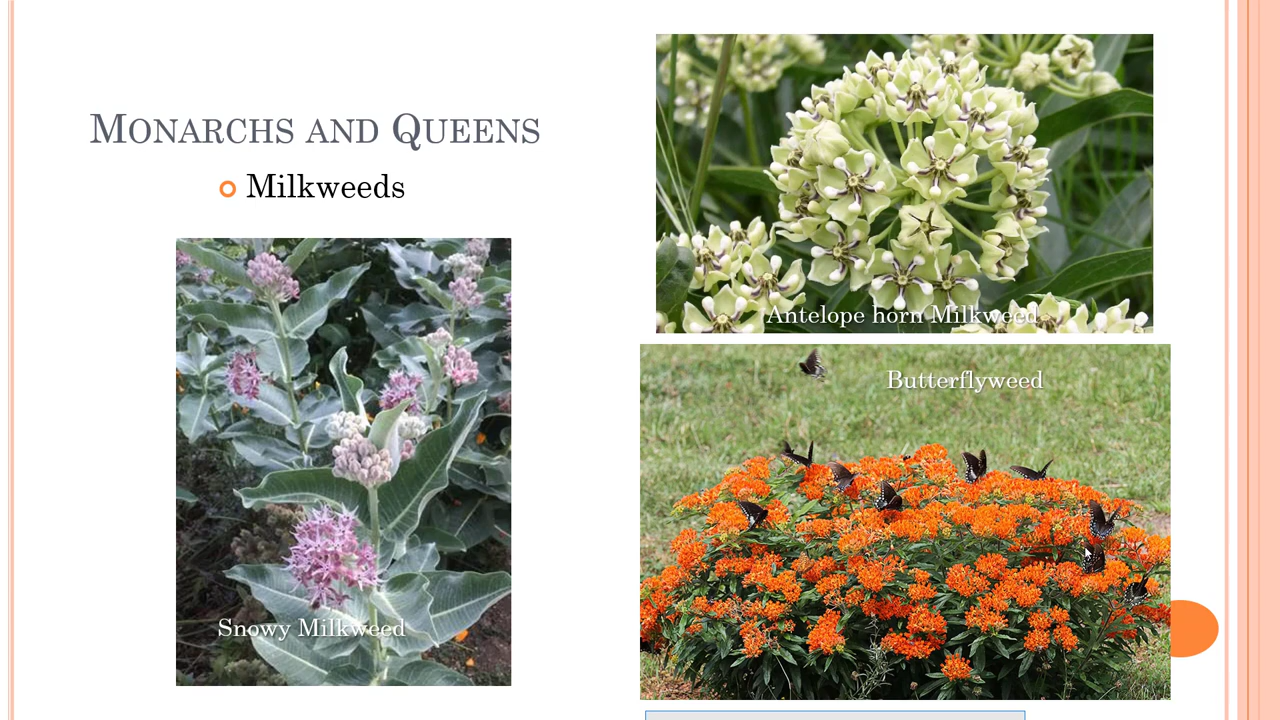 Monarchs and Queens
Milkweeds
Antelope horn Milkweed
Butterflyweed
Snowy Milkweed